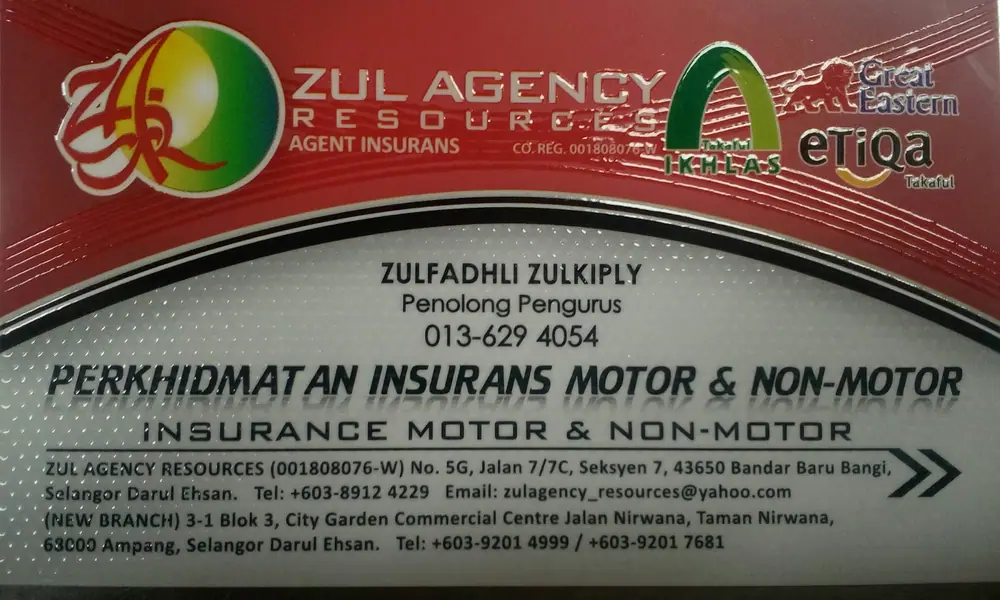 ZUL AGENCY
RESOURCES
AGENT INSURANS CO. REG. 001808076-W
Takaful
IKHLAS
Great
Eastern
eTiQa
Takaful
ZULFADHLI ZULKIPLY
Penolong Pengurus
013-629 4054
PERKHIDMATAN INSURANS MOTOR & NON-MOTOR
INSURANCE MOTOR & NON-MOTOR
ZUL AGENCY RESOURCES (001808076-W) No. 5G, Jalan 7/7C, Seksyen 7, 43650 Bandar Baru Bangi,
Selangor Darul Ehsan. Tel: +603-8912 4229 Email: zulagency_resources@yahoo.com
(NEW BRANCH) 3-1 Blok 3, City Garden Commercial Centre Jalan Nirwana, Taman Nirwana,
68000 Ampang, Selangor Darul Ehsan. Tel: +603-9201 4999 / +603-9201 7681